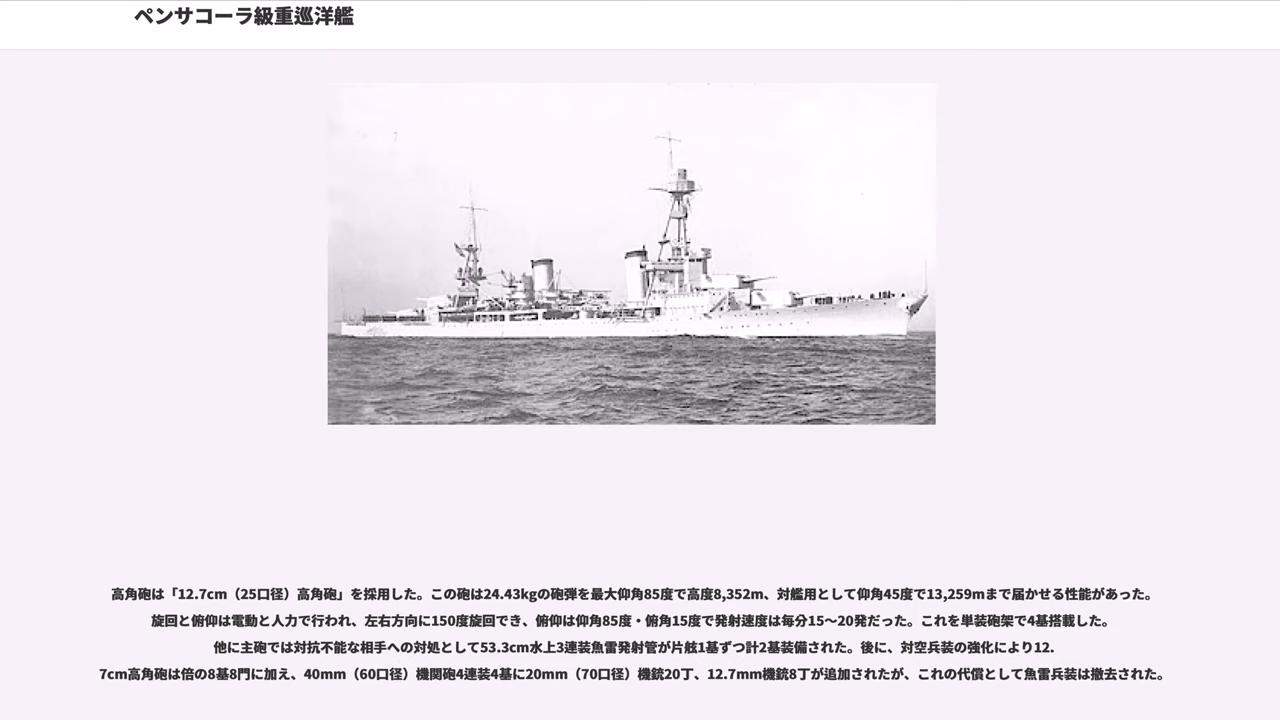 ペンサコーラ級重巡洋艦
高角砲は「12.7cm（25口径）高角砲」を採用した。この砲は24.43kgの砲弾を最大仰角85度で高度8,352m、対艦用として仰角45度で13,259mまで届かせる性能があった。
旋回と俯仰は電動と人力で行われ、左右方向に150度旋回でき、俯仰は仰角85度・俯角15度で発射速度は毎分15〜20発だった。これを単装砲架で4基搭載した。
他に主砲では対抗不能な相手への対処として53.3cm水上3連装魚雷発射管が片舷1基ずつ計2基装備された。後に、対空兵装の強化により12.
7cm高角砲は倍の8基8門に加え、40mm（60口径）機関砲4連装4基に20mm（70口径）機銃20丁、12.7mm機銃8丁が追加されたが、これの代償として魚雷兵装は撤去された。